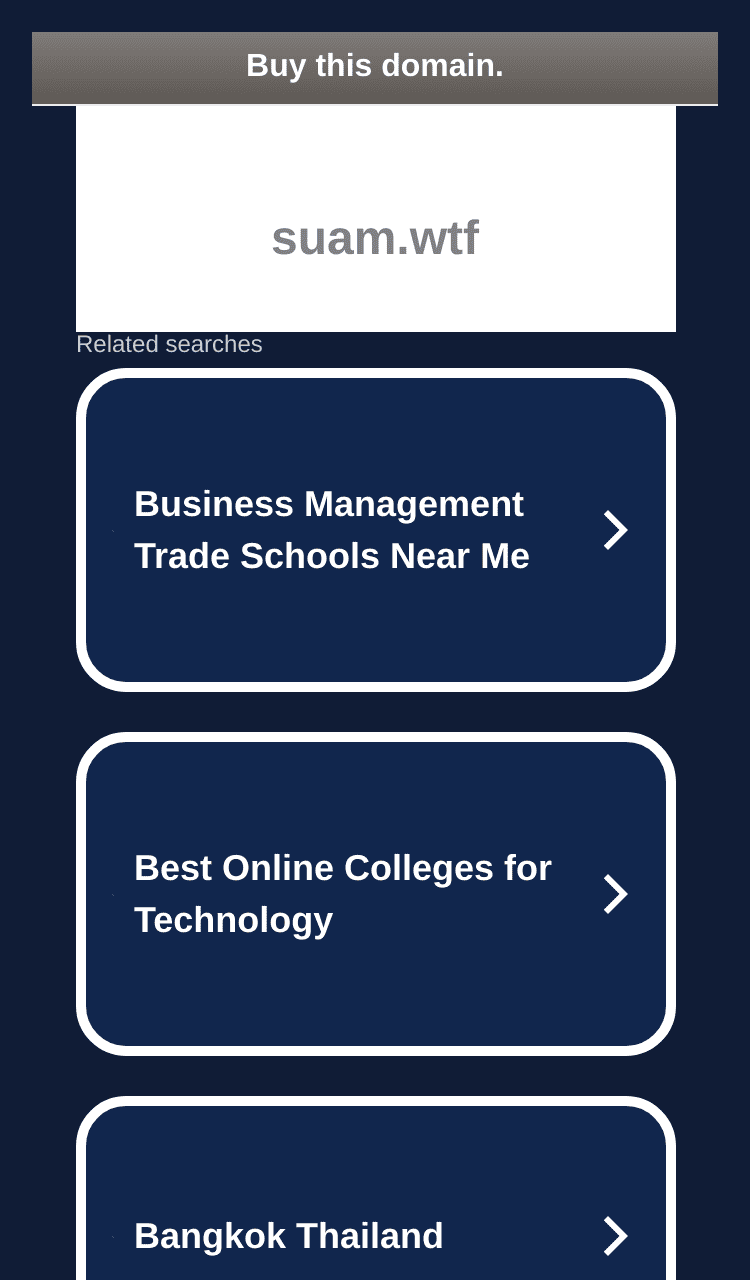 Buy this domain.
suam.wtf
Related searches
Business Management
Trade Schools Near Me
Best Online Colleges for
Technology
Bangkok Thailand